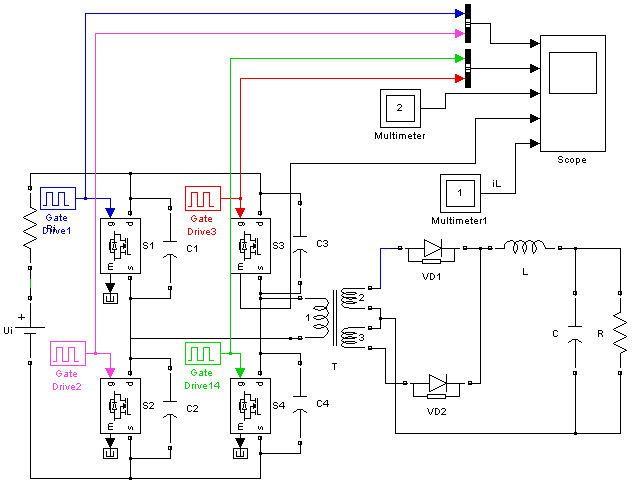 2
Multimeter
Scope
iL
1
Multimeter1
Gate
Drive1
Ri
Gate
Drive3
g
d
m
s
S1
C1
g
d
m
s
S3
C3
VD1
L
+
Ui
1
2
3
T
C
R
Gate
Drive2
Gate
Drive14
g
d
m
s
S2
C2
g
d
m
s
S4
C4
VD2